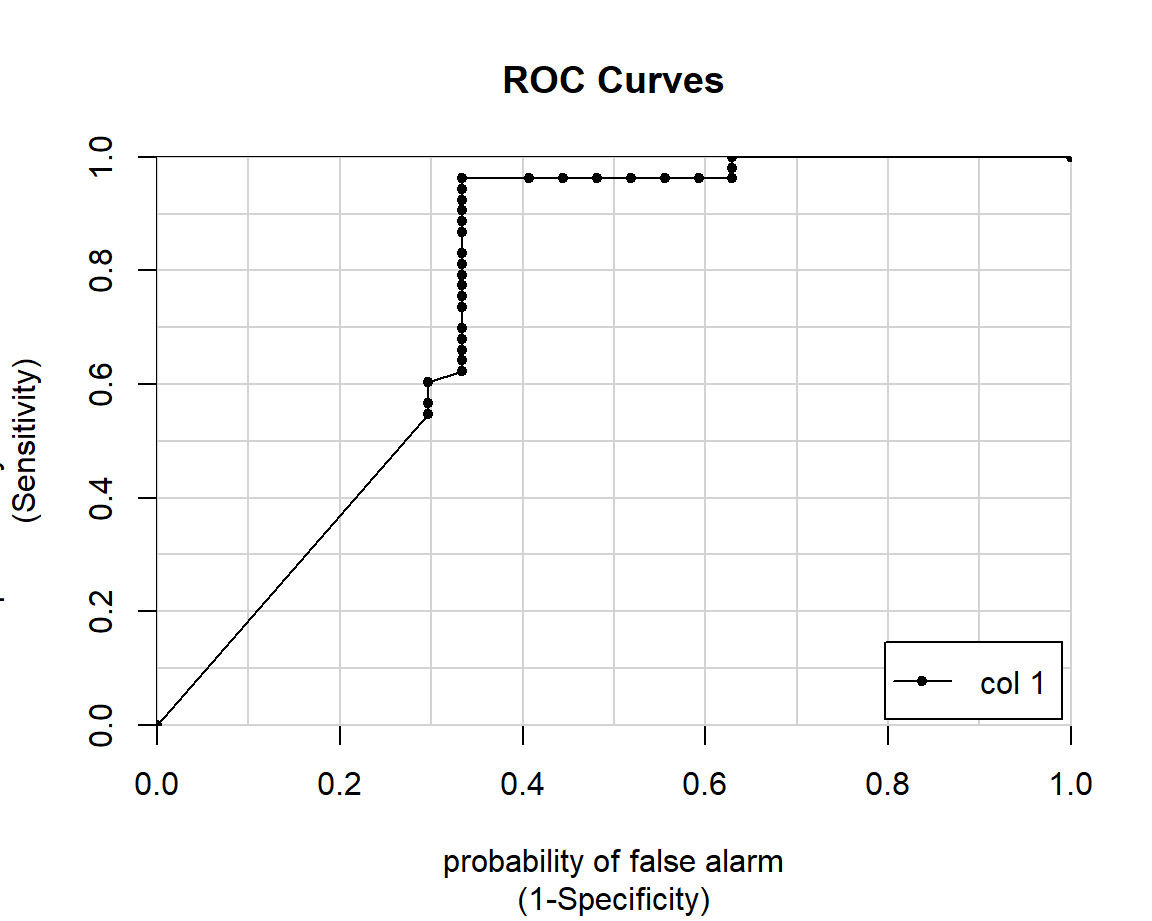 ROC Curves
(Sensitivity)
1.0
0.8
0.6
0.4
0.2
0.0
col 1
0.0 0.2 0.4 0.6 0.8 1.0
probability of false alarm
(1-Specificity)